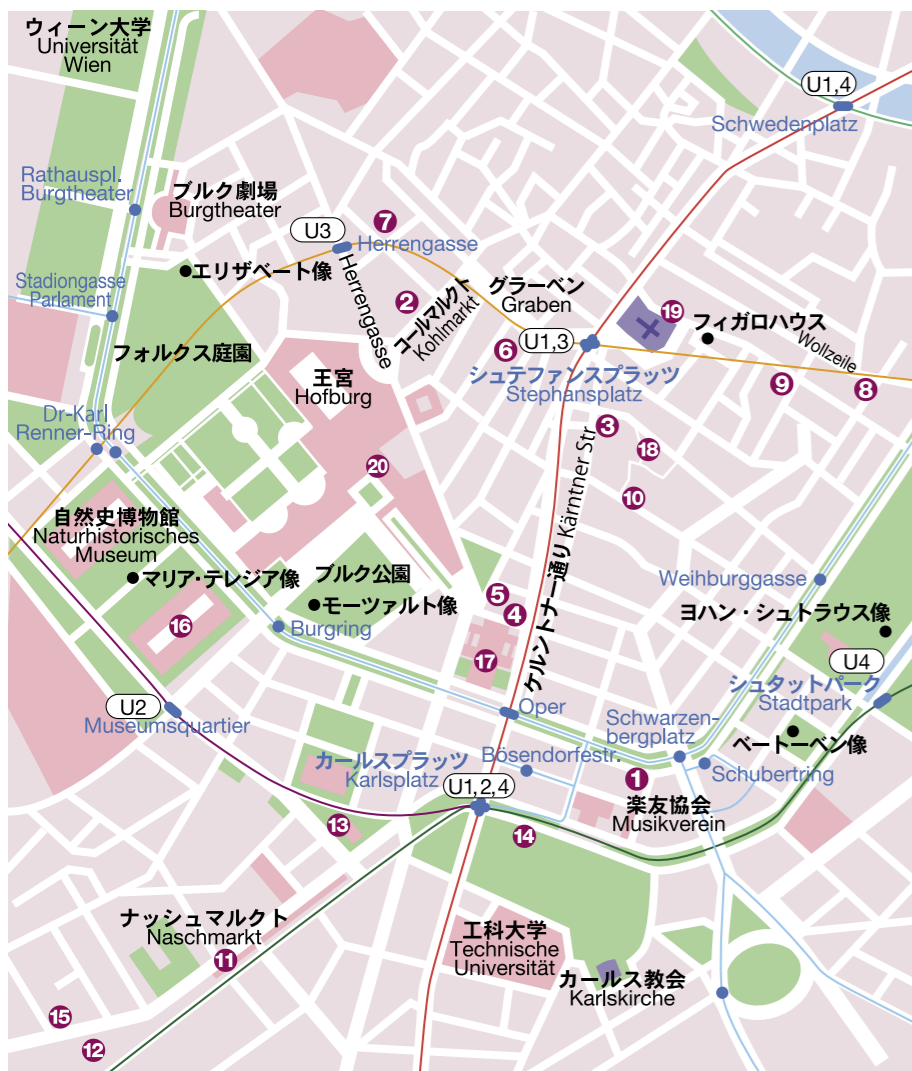 ウィーン大学
Universität
Wien
U1,4
Schwedenplatz
Rathauspl.
Burgtheater
ブルク劇場
Burgtheater
7
U3
Herrengasse
エリザベート像
Herrengasse
Stadiongasse
Parlament
2
コールマルクト
Kohlmarkt
グラーベン
Graben
19
フィガロハウス
Wollzeile
6
U1,3
シュテファンスプラッツ
Stephansplatz
9
8
フォルクス庭園
王宮
Hofburg
Dr-Karl
Renner-Ring
3
18
20
10
ケルントナー通り Kärntner Str
自然史博物館
Naturhistorisches
Museum
マリア・テレジア像
ブルク公園
モーツァルト像
5
4
Weihburggasse
ヨハン・シュトラウス像
16
Burgring
17
U4
シュタットパーク
Stadtpark
U2
Museumsquartier
Oper
Schwarzen-
bergplatz
ベートーベン像
カールスプラッツ
Karlsplatz
Bösendorfestr.
Schubertring
U1,2,4
1
楽友協会
Musikverein
13
14
ナッシュマルクト
Naschmarkt
11
工科大学
Technische
Universität
カールス教会
Karlskirche
15
12